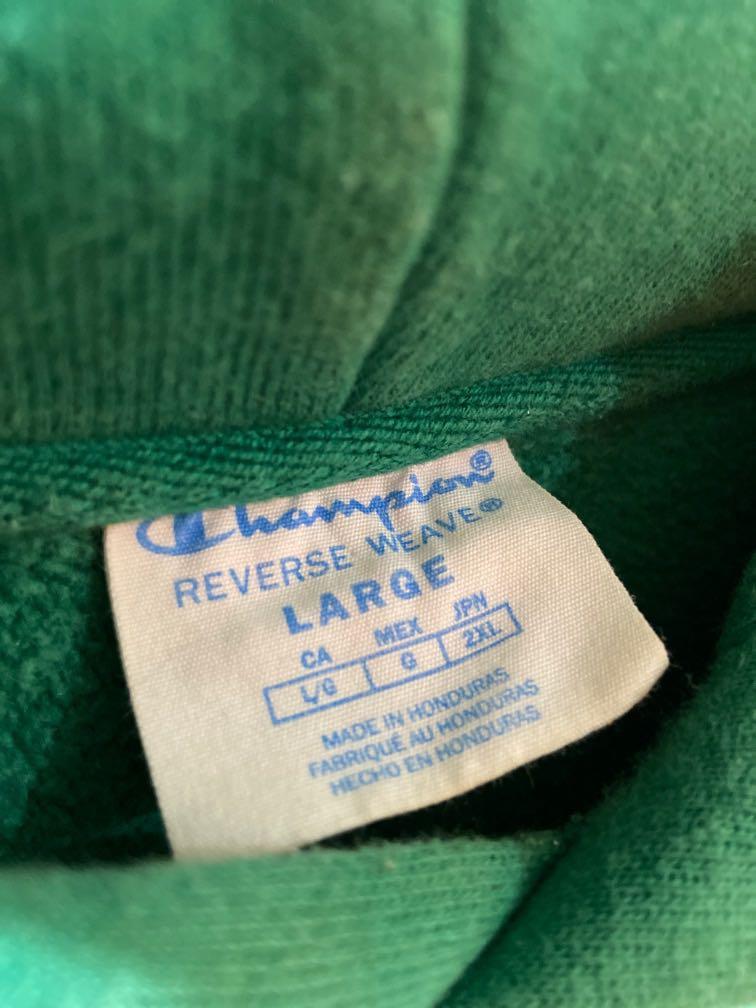 Champion®
REVERSE WEAVE®
LARGE
CA MEX JPN
L/G G 2XL
MADE IN HONDURAS
FABRIQUÉ AU HONDURAS
HECHO EN HONDURAS